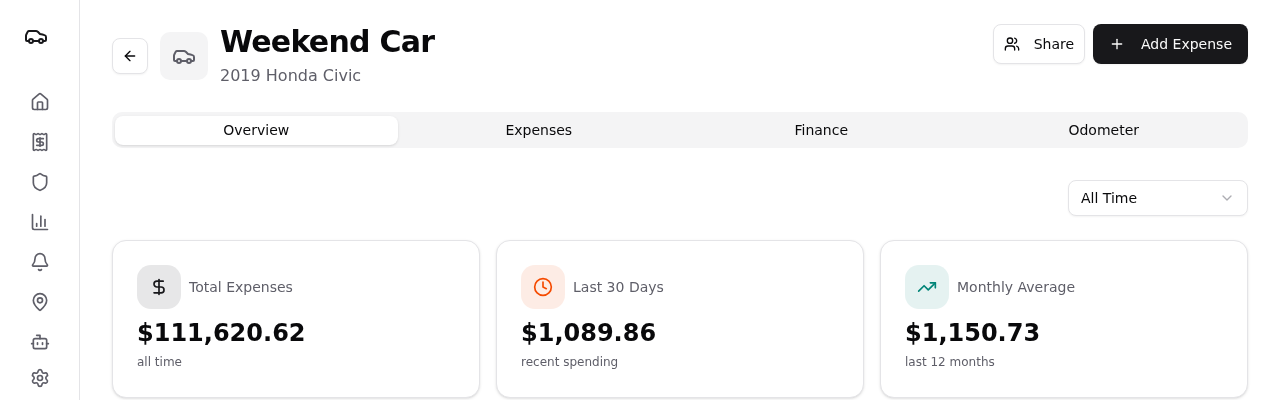 Weekend Car
2019 Honda Civic
Share
Add Expense
Overview
Expenses
Finance
Odometer
All Time
Total Expenses
$111,620.62
all time
Last 30 Days
$1,089.86
recent spending
Monthly Average
$1,150.73
last 12 months